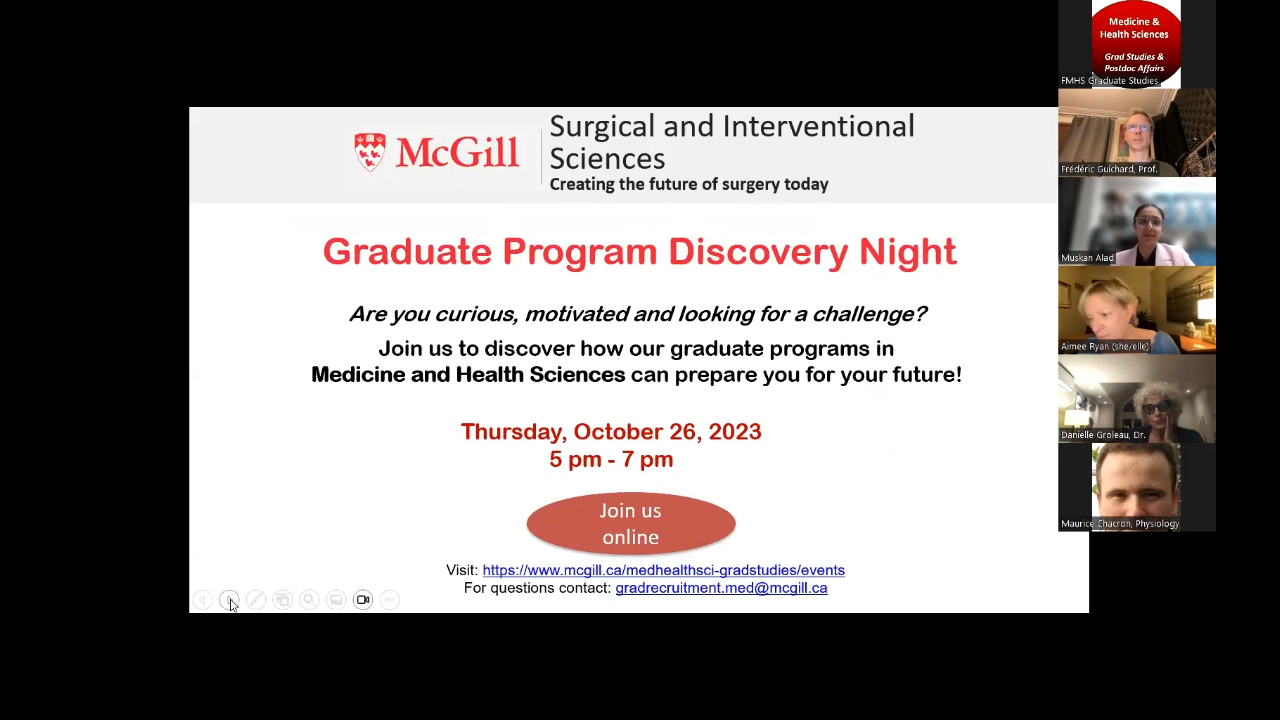 McGill
Surgical and Interventional
Sciences
Creating the future of surgery today
Graduate Program Discovery Night
Are you curious, motivated and looking for a challenge?
Join us to discover how our graduate programs in
Medicine and Health Sciences can prepare you for your future!
Thursday, October 26, 2023
5 pm - 7 pm
Join us
online
Visit: https://www.mcgill.ca/medhealthsci-gradstudies/events
For questions contact: gradrecruitment.med@mcgill.ca
Medicine &
Health Sciences
Grad Studies &
Postdoc Affairs
FMHS Graduate Studies
Frédéric Guichard, Prof.
Muskan Alad
Aimee Ryan (she/elle)
Danielle Groleau, Dr.
Maurice Chacron, Physiology